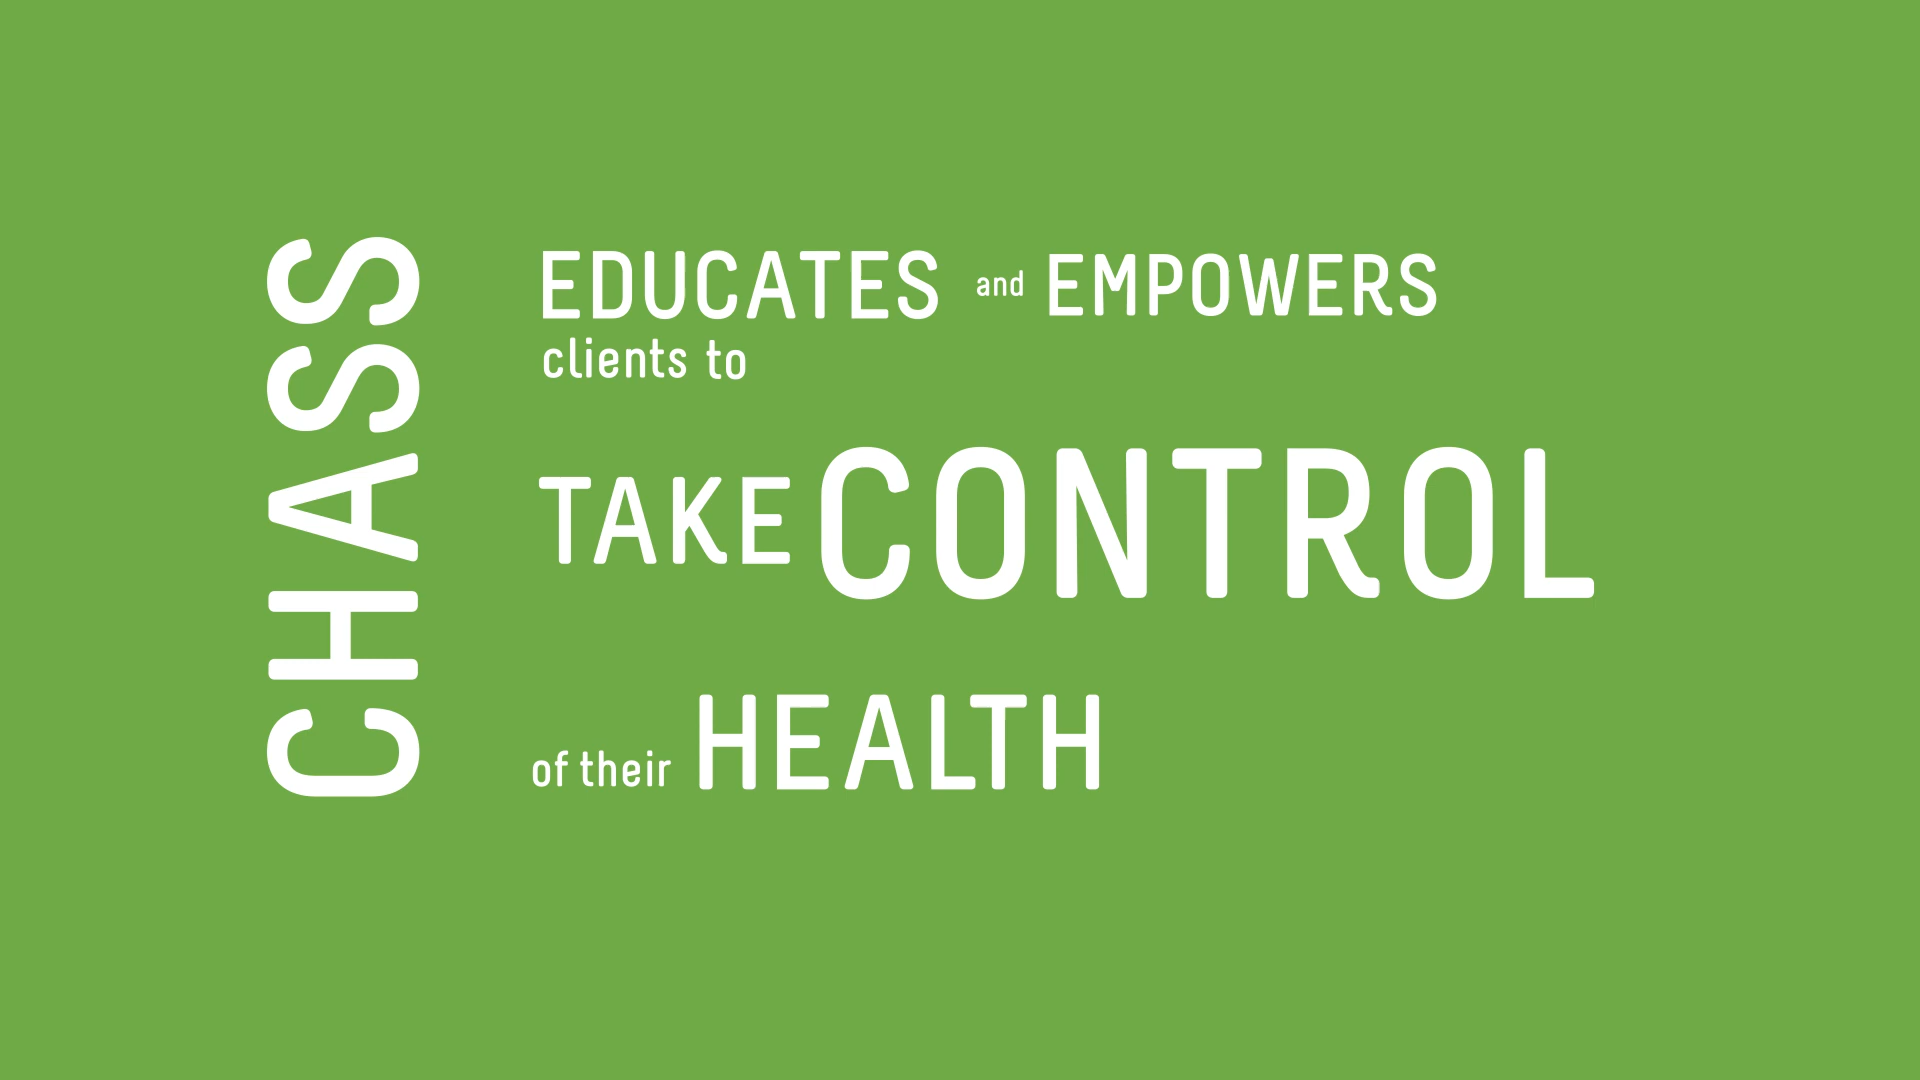 CHASS
EDUCATES and EMPOWERS
clients to
TAKE CONTROL
of their HEALTH